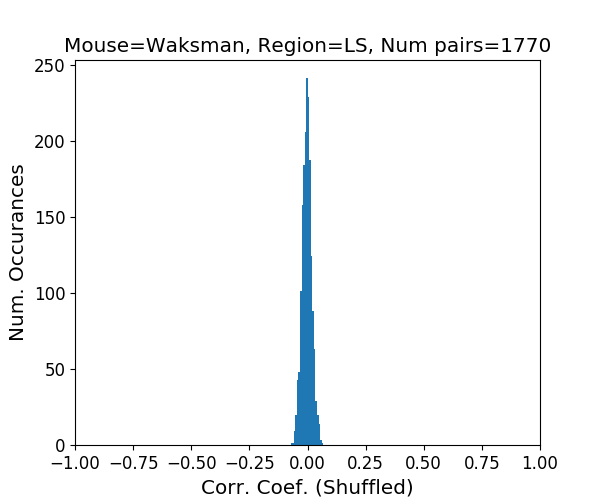 Mouse=Waksman, Region=LS, Num pairs=1770
250
200
150
100
50
0
Num. Occurances
−1.00 −0.75 −0.50 −0.25 0.00 0.25 0.50 0.75 1.00
Corr. Coef. (Shuffled)